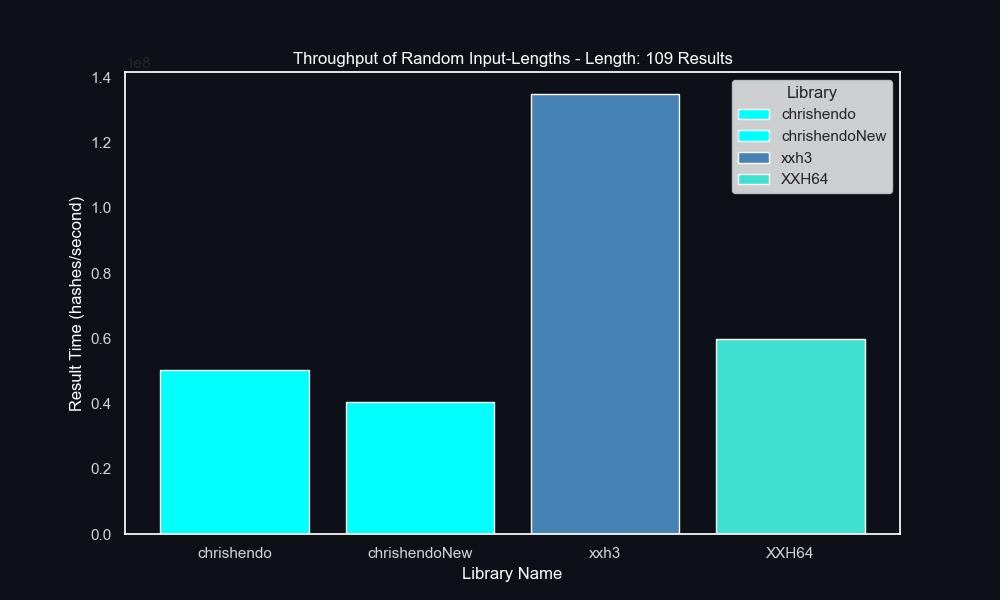 Throughput of Random Input-Lengths - Length: 109 Results
1e8
1.4
1.2
1.0
0.8
0.6
0.4
0.2
0.0
Result Time (hashes/second)
Library
chrishendo
chrishendoNew
xxh3
XXH64
chrishendo
chrishendoNew
xxh3
XXH64
Library Name